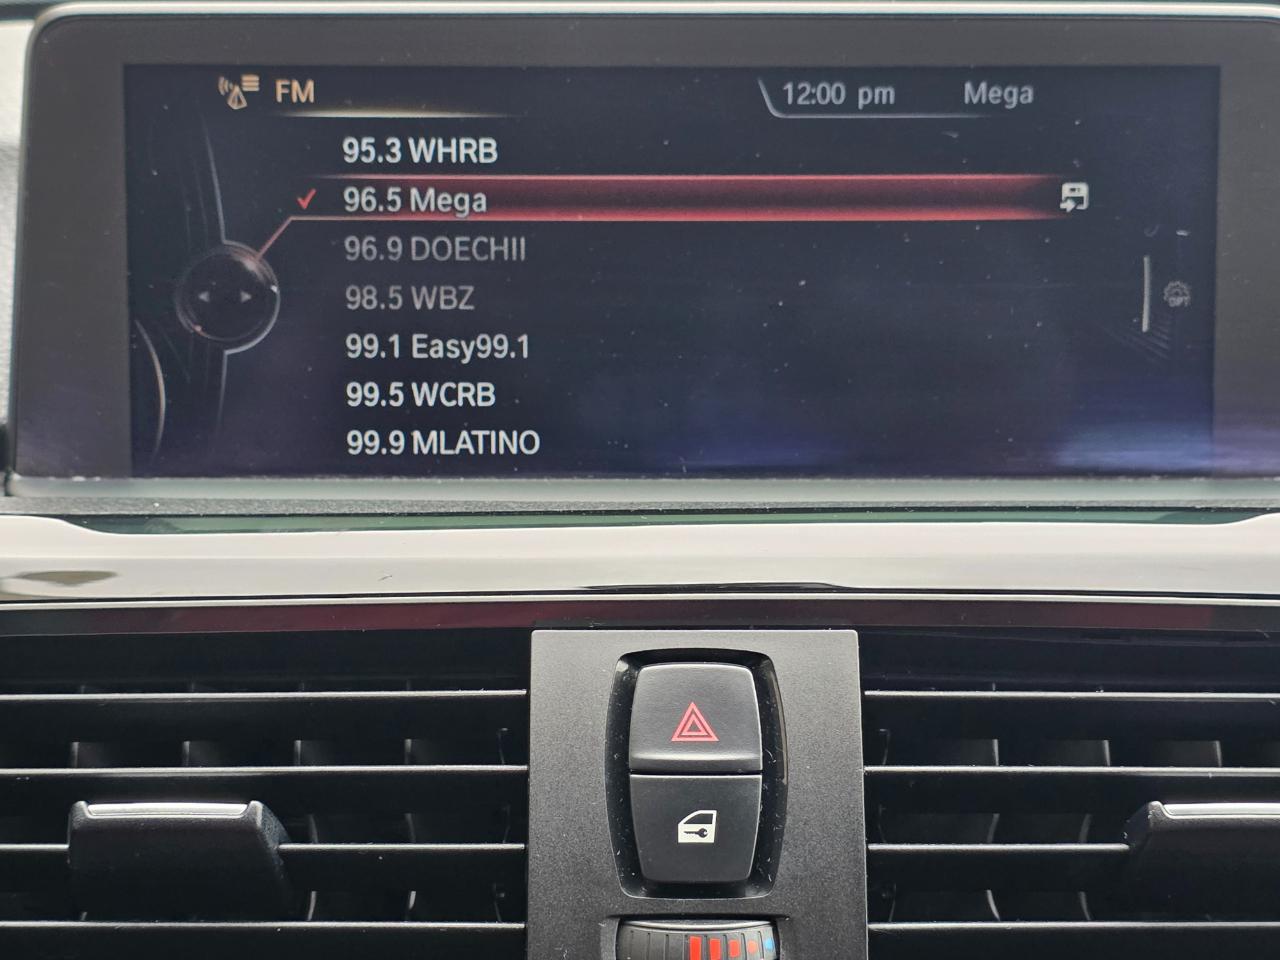 FM
12:00 pm Mega
95.3 WHRB
96.5 Mega
96.9 DOECHII
98.5 WBZ
99.1 Easy99.1
99.5 WCRB
99.9 MLATINO
OPT